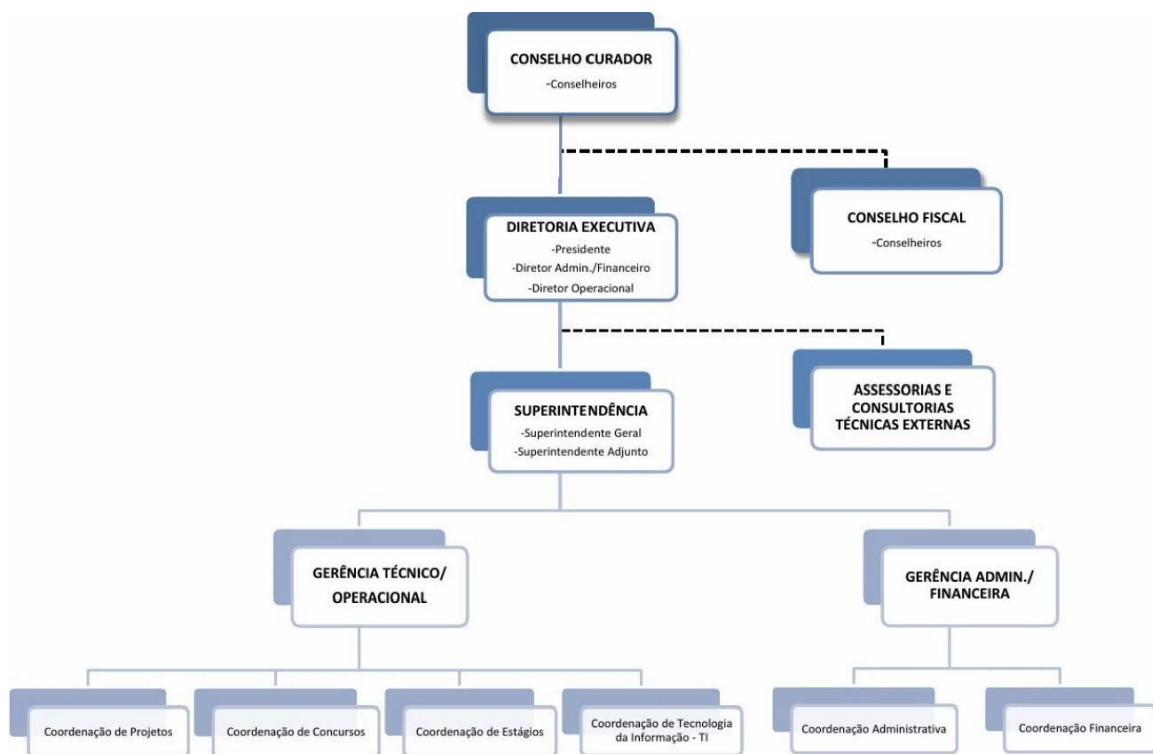 CONSELHO CURADOR
-Conselheiros
DIRETORIA EXECUTIVA
-Presidente
-Diretor Admin./Financeiro
-Diretor Operacional
CONSELHO FISCAL
-Conselheiros
SUPERINTENDÊNCIA
-Superintendente Geral
-Superintendente Adjunto
ASSESSORIAS E
CONSULTORIAS
TÉCNICAS EXTERNAS
GERÊNCIA TÉCNICO/
OPERACIONAL
GERÊNCIA ADMIN./
FINANCEIRA
Coordenação de Projetos
Coordenação de Concursos
Coordenação de Estágios
Coordenação de Tecnologia
da Informação - TI
Coordenação Administrativa
Coordenação Financeira